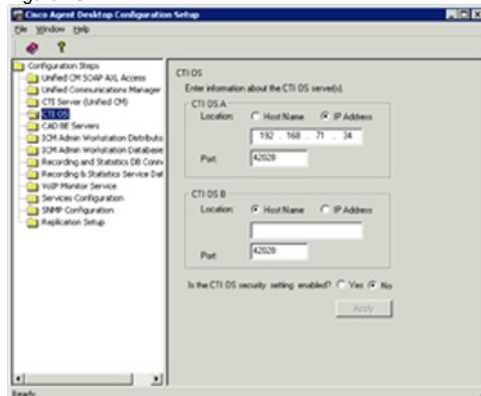 Cisco Agent Desktop Configuration Setup
File Window Help
Configuration Steps
Unified CM SOAP AXL Access
Unified Communications Manager
CTI Server (Unified CM)
CTI OS
CAD BE Servers
ICM Admin Workstation Distributo
ICM Admin Workstation Database
Recording and Statistics DB Conn
Recording & Statistics Service Dat
VoIP Monitor Service
Services Configuration
SNMP Configuration
Replication Setup
CTI OS
Enter information about the CTI OS server(s).
CTI OS A
Location: Host Name IP Address
192 . 168 . 71 . 34
Port: 42028
CTI OS B
Location: Host Name IP Address
Port: 42028
Is the CTI OS security setting enabled? Yes No
Apply
Ready